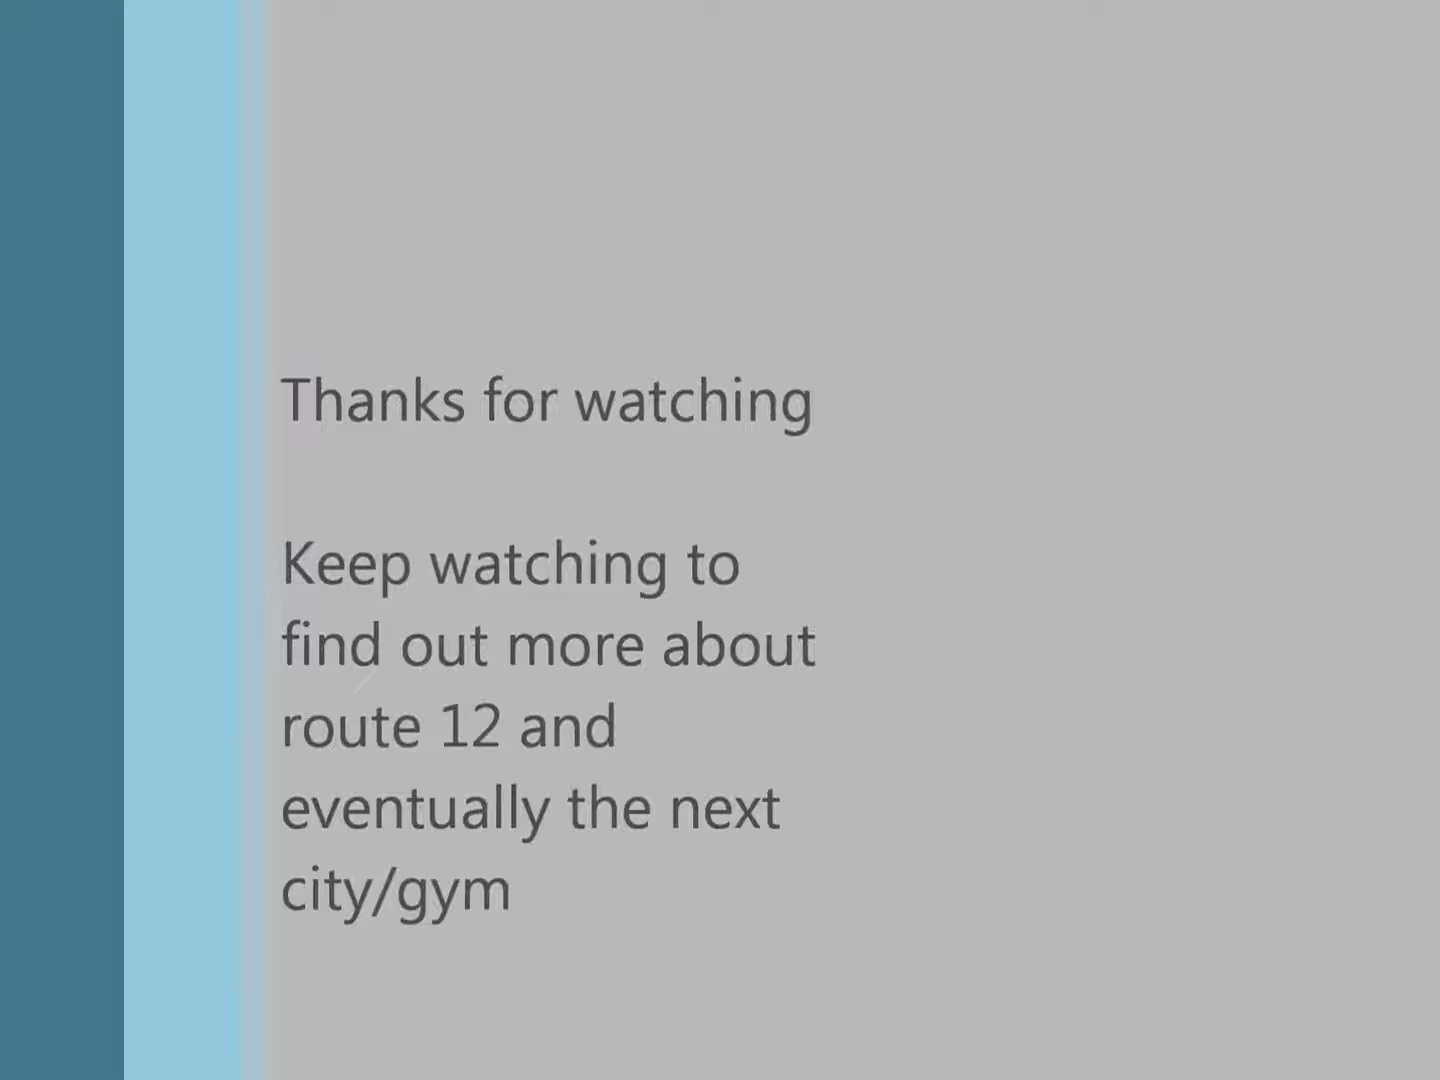 Thanks for watching
Keep watching to
find out more about
route 12 and
eventually the next
city/gym